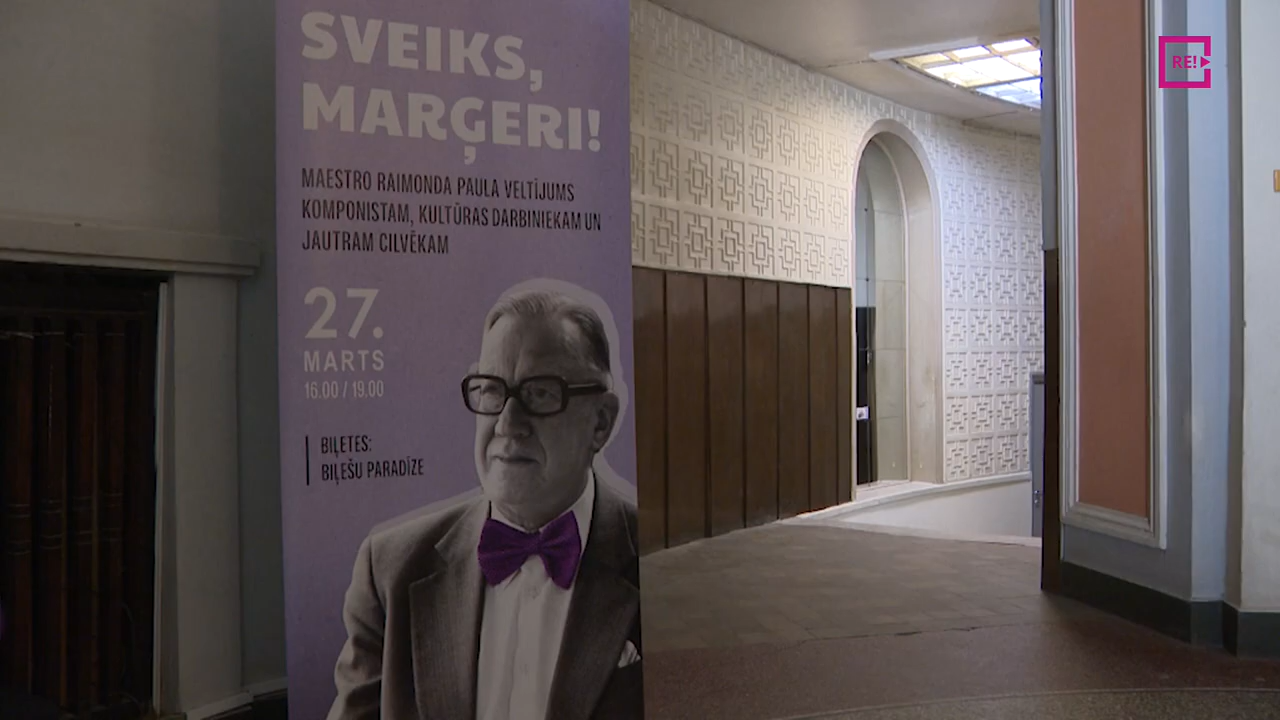 SVEIKS,
MARĢERI!
MAESTRO RAIMONDA PAULA VELTĪJUMS
KOMPONISTAM, KULTŪRAS DARBINIEKAM UN
JAUTRAM CILVĒKAM
27.
MARTS
16.00 / 19.00
BIĻETES:
BIĻEŠU PARADĪZE
RE!